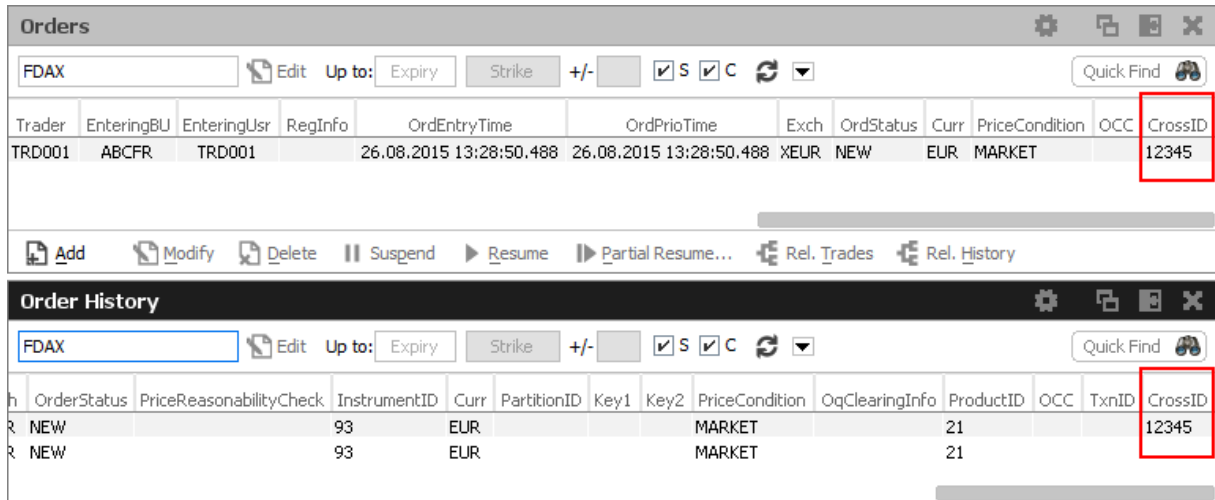 Orders
FDAX Edit Up to: Expiry Strike +/- S C Quick Find
Trader EnteringBU EnteringUsr RegInfo OrdEntryTime OrdPrioTime Exch OrdStatus Curr PriceCondition OCC CrossID
TRD001 ABCFR TRD001 26.08.2015 13:28:50.488 26.08.2015 13:28:50.488 XEUR NEW EUR MARKET 12345
Add Modify Delete Suspend Resume Partial Resume... Rel. Trades Rel. History
Order History
FDAX Edit Up to: Expiry Strike +/- S C Quick Find
h OrderStatus PriceReasonabilityCheck InstrumentID Curr PartitionID Key1 Key2 PriceCondition OqClearingInfo ProductID OCC TxnID CrossID
R NEW 93 EUR MARKET 21 12345
R NEW 93 EUR MARKET 21